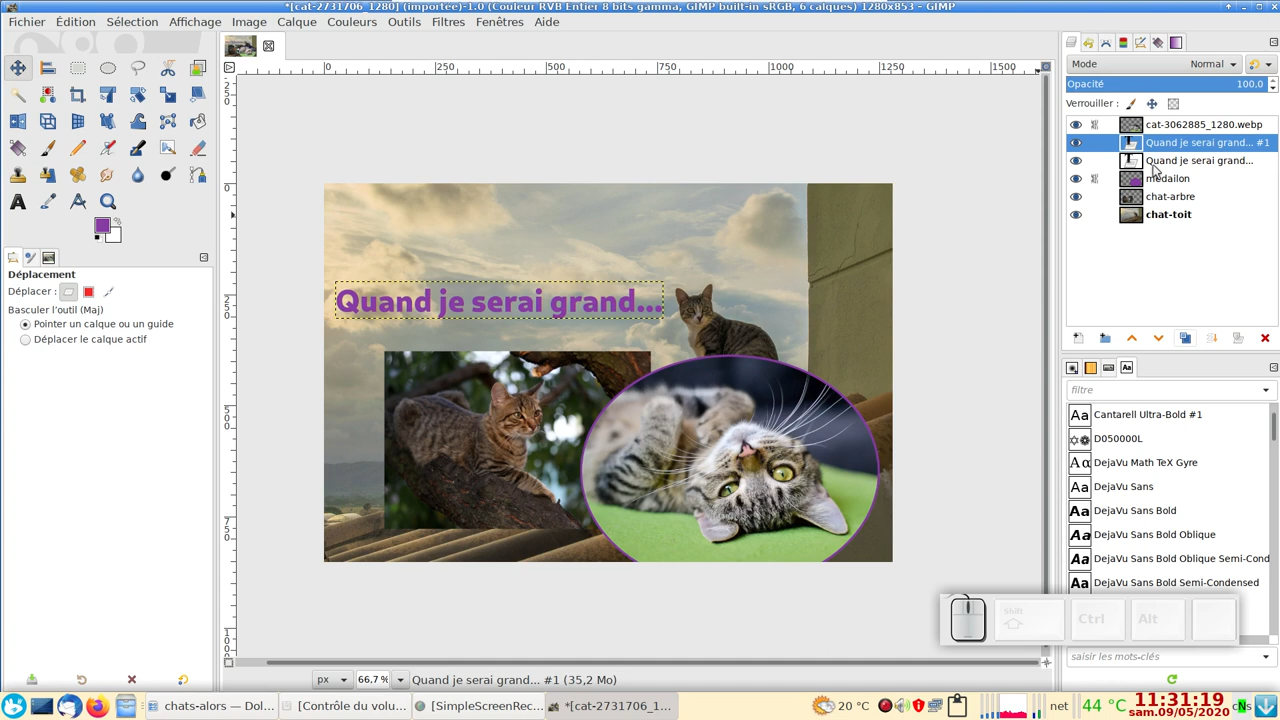 *[cat-2731706_1280] (importée)-1.0 (Couleur RVB Entier 8 bits gamma, GIMP built-in sRGB, 6 calques) 1280x853 – GIMP
Fichier Édition Sélection Affichage Image Calque Couleurs Outils Filtres Fenêtres Aide
0 250 500 750 1000 1250 1500
Mode Normal
Opacité 100,0
Verrouiller :
cat-3062885_1280.webp
Quand je serai grand... #1
Quand je serai grand...
médaillon
chat-arbre
chat-toit
Déplacement
Déplacer :
Basculer l'outil (Maj)
Pointer un calque ou un guide
Déplacer le calque actif
Quand je serai grand...
filtre
Aa Cantarell Ultra-Bold #1
D050000L
DejaVu Math TeX Gyre
Aa DejaVu Sans
Aa DejaVu Sans Bold
Aa DejaVu Sans Bold Oblique
Aa DejaVu Sans Bold Oblique Semi-Cond
Aa DejaVu Sans Bold Semi-Condensed
Shift Ctrl Alt
saisir les mots-clés
px 66,7 % Quand je serai grand... #1 (35,2 Mo)
chats-alors — Dol... [Contrôle du volu... [SimpleScreenRec... *[cat-2731706_1... 20 °C net 44 °C 11:31:19
sam.09/05/2020